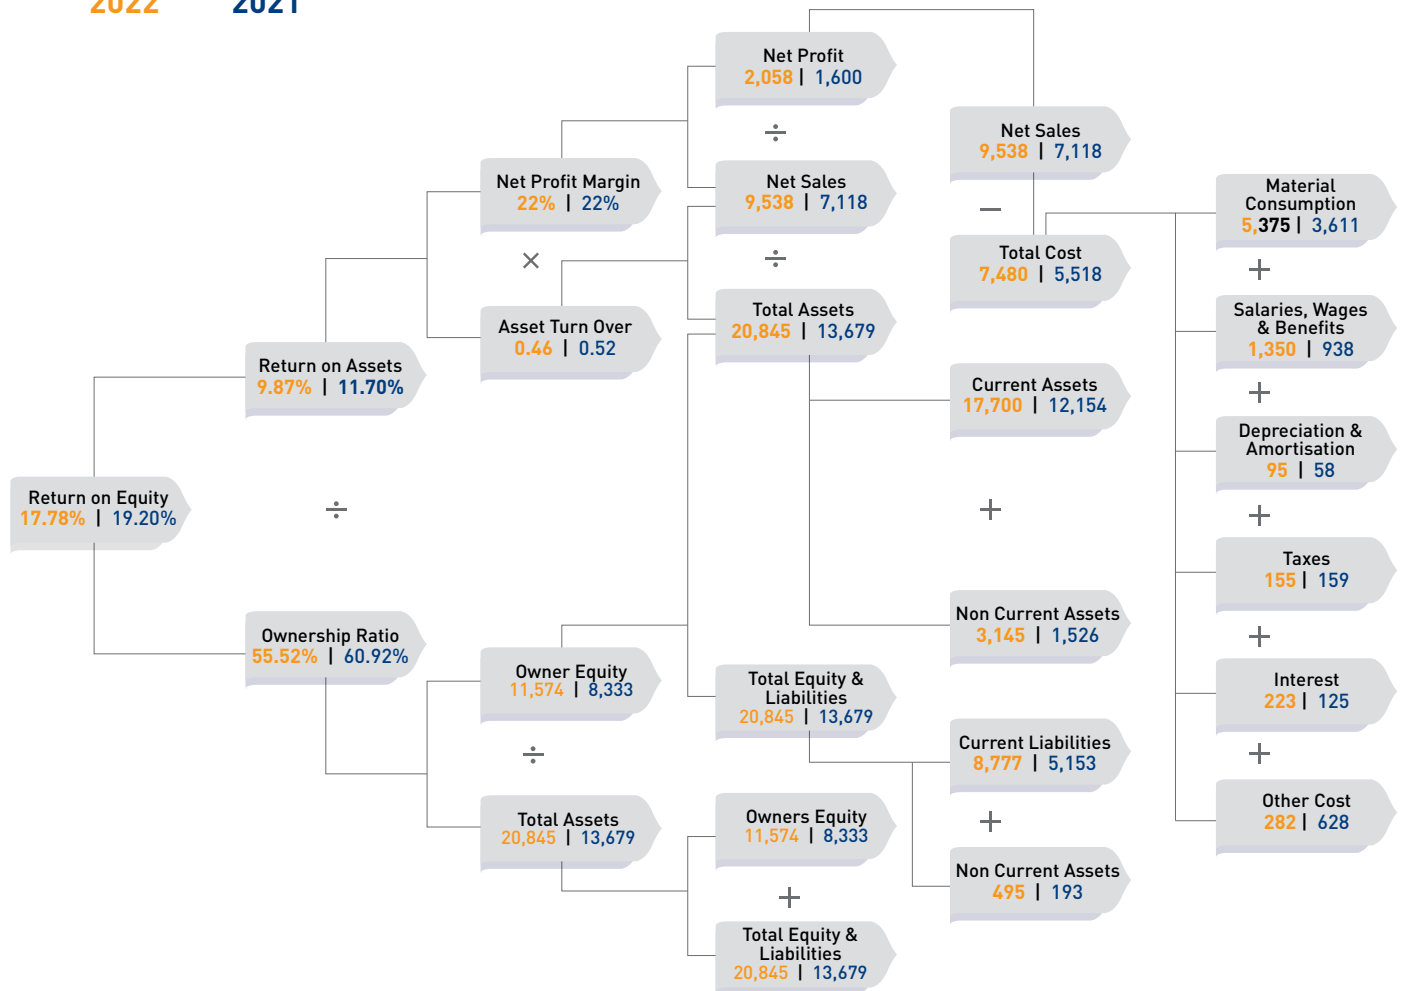 2022 2021
Net Profit
2,058 | 1,600
÷
Net Sales
9,538 | 7,118
÷
Total Assets
20,845 | 13,679
Net Profit Margin
22% | 22%
×
Asset Turn Over
0.46 | 0.52
Return on Assets
9.87% | 11.70%
÷
Return on Equity
17.78% | 19.20%
Ownership Ratio
55.52% | 60.92%
Owner Equity
11,574 | 8,333
÷
Total Assets
20,845 | 13,679
Total Equity &
Liabilities
20,845 | 13,679
Owners Equity
11,574 | 8,333
+
Total Equity &
Liabilities
20,845 | 13,679
Net Sales
9,538 | 7,118
−
Total Cost
7,480 | 5,518
Current Assets
17,700 | 12,154
+
Non Current Assets
3,145 | 1,526
Current Liabilities
8,777 | 5,153
+
Non Current Assets
495 | 193
Material
Consumption
5,375 | 3,611
+
Salaries, Wages
& Benefits
1,350 | 938
+
Depreciation &
Amortisation
95 | 58
+
Taxes
155 | 159
+
Interest
223 | 125
+
Other Cost
282 | 628